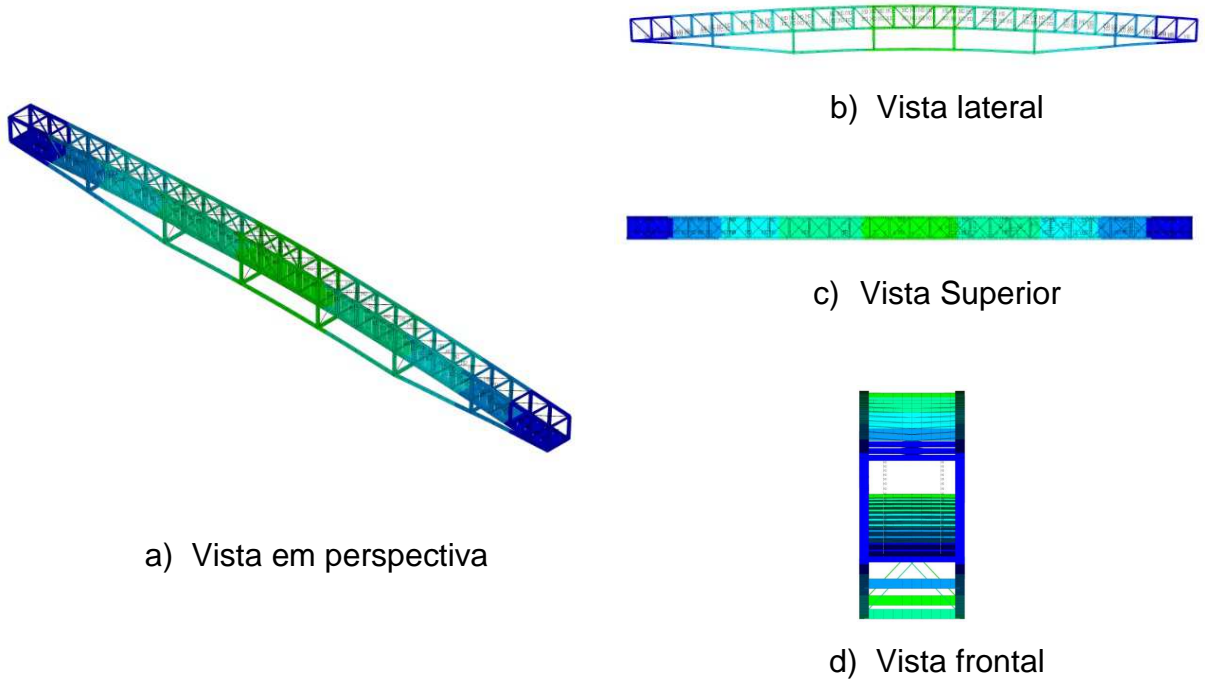 b) Vista lateral
c) Vista Superior
a) Vista em perspectiva
d) Vista frontal